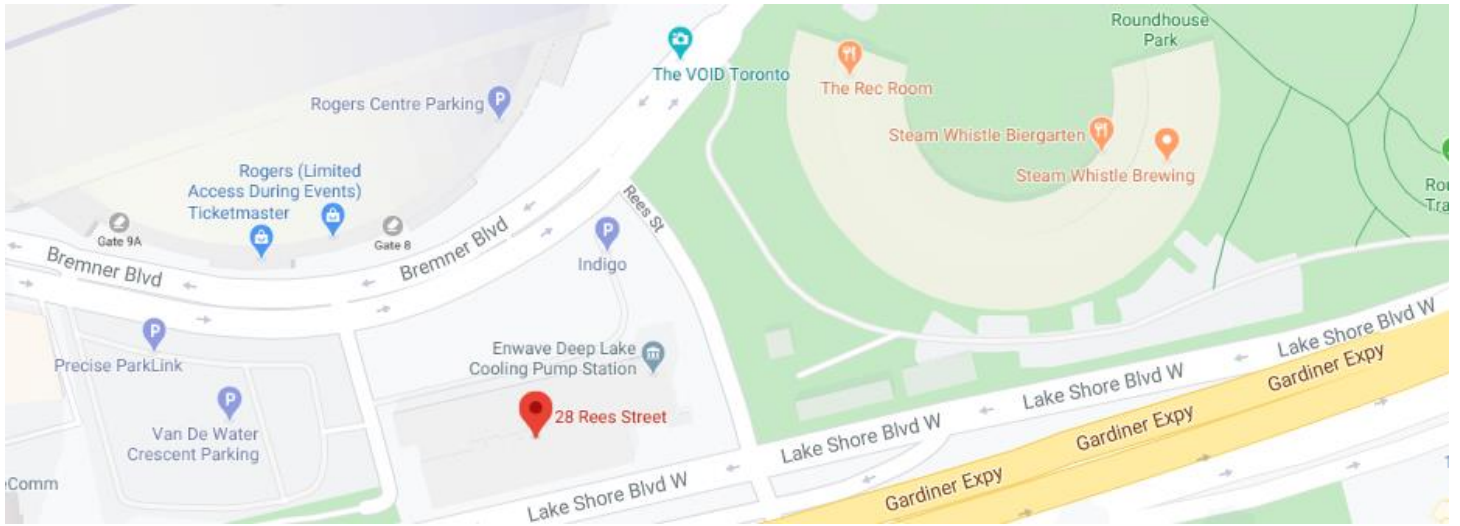 Roundhouse
Park
The VOID Toronto
The Rec Room
Rogers Centre Parking
P
Steam Whistle Biergarten
Steam Whistle Brewing
Rogers (Limited
Access During Events)
Ticketmaster
Rou
Tra
Rees St
Gate 9A
Gate 8
Bremner Blvd
Bremner Blvd
P
Indigo
P
Precise ParkLink
Enwave Deep Lake
Cooling Pump Station
28 Rees Street
P
Van De Water
Crescent Parking
eComm
Lake Shore Blvd W
Lake Shore Blvd W
Lake Shore Blvd W
Lake Shore Blvd W
Gardiner Expy
Gardiner Expy
Gardiner Expy